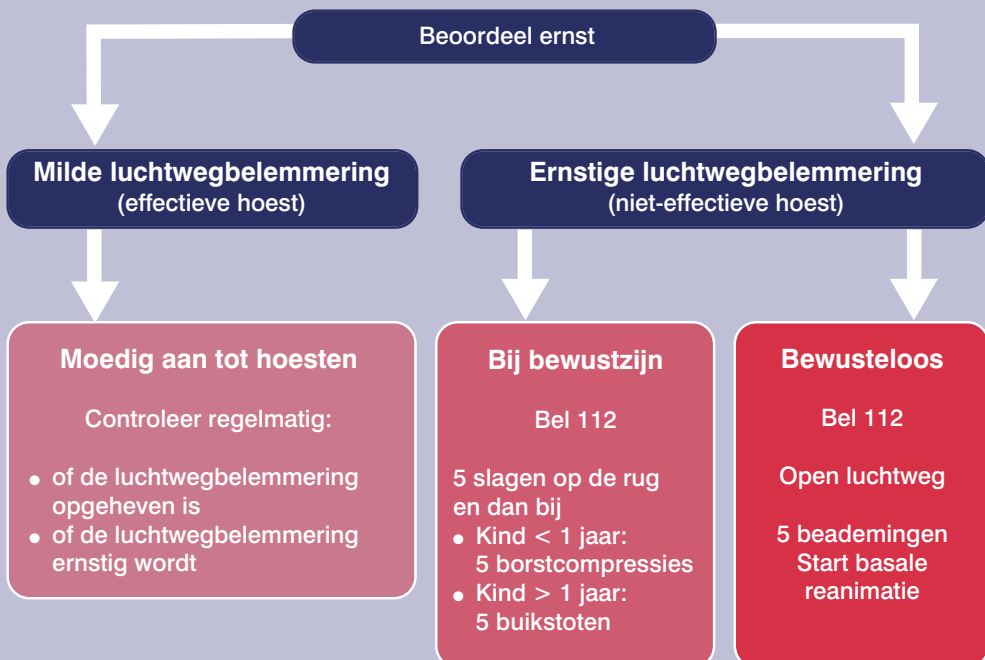 Beoordeel ernst
Milde luchtwegbelemmering
(effectieve hoest)
Ernstige luchtwegbelemmering
(niet-effectieve hoest)
Moedig aan tot hoesten
Controleer regelmatig:
• of de luchtwegbelemmering
opgeheven is
• of de luchtwegbelemmering
ernstig wordt
Bij bewustzijn
Bel 112
5 slagen op de rug
en dan bij
• Kind < 1 jaar:
5 borstcompressies
• Kind > 1 jaar:
5 buikstoten
Bewusteloos
Bel 112
Open luchtweg
5 beademingen
Start basale
reanimatie